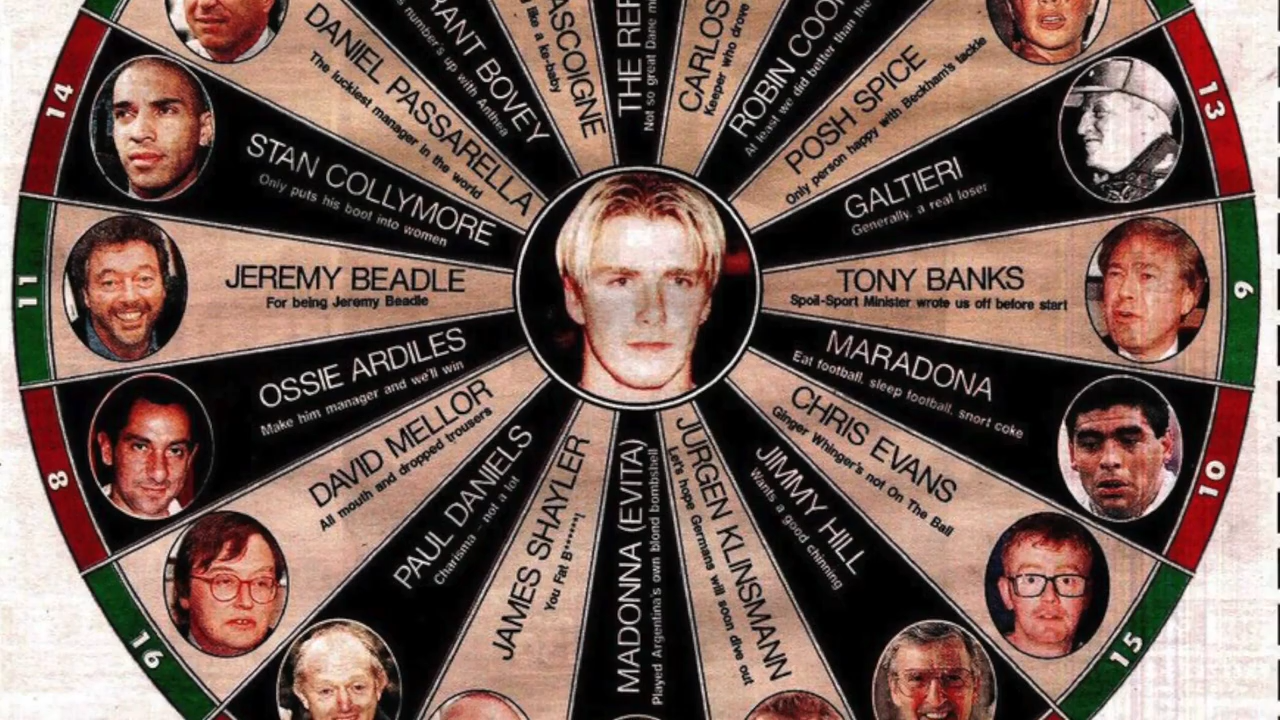 DANIEL PASSARELLA
The luckiest manager in the world
RANT BOVEY
s number's up with Anthea
ASCOIGNE
like a ke-baby
THE REF
Not so great Dane m
CARLOS
Keeper who drove
ROBIN COO
At least we did better than the
POSH SPICE
Only person happy with Beckham's tackle
14
STAN COLLYMORE
Only puts his boot into women
13
GALTIERI
Generally, a real loser
11
JEREMY BEADLE
For being Jeremy Beadle
6
TONY BANKS
Spoil-Sport Minister wrote us off before start
8
OSSIE ARDILES
Make him manager and we'll win
10
MARADONA
Eat football, sleep football, snort coke
16
DAVID MELLOR
All mouth and dropped trousers
15
CHRIS EVANS
Ginger Whinger's not On The Ball
PAUL DANIELS
Charisma - not a lot
JAMES SHAYLER
You Fat B******!
MADONNA (EVITA)
Played Argentina's own blond bombshell
JURGEN KLINSMANN
Let's hope Germans will soon dive out
JIMMY HILL
Wants a good chinning